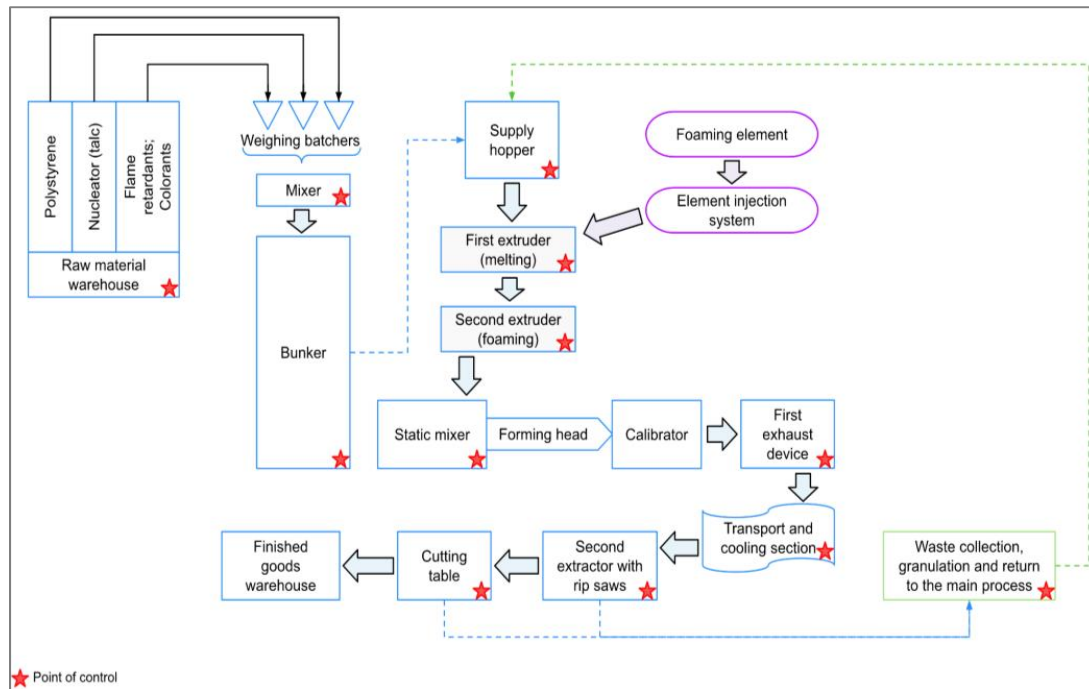 Polystyrene
Nucleator (talc)
Flame
retardants;
Colorants
Raw material
warehouse
Weighing batchers
Mixer
Bunker
Supply
hopper
Foaming element
Element injection
system
First extruder
(melting)
Second extruder
(foaming)
Static mixer
Forming head
Calibrator
First
exhaust
device
Transport and
cooling section
Second
extractor with
rip saws
Cutting
table
Finished
goods
warehouse
Waste collection,
granulation and return
to the main process
Point of control